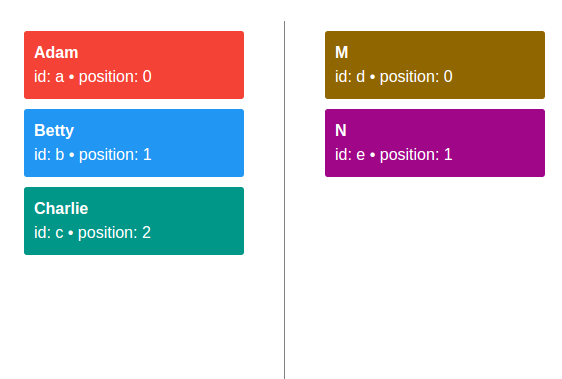 Adam
id: a • position: 0
Betty
id: b • position: 1
Charlie
id: c • position: 2
M
id: d • position: 0
N
id: e • position: 1